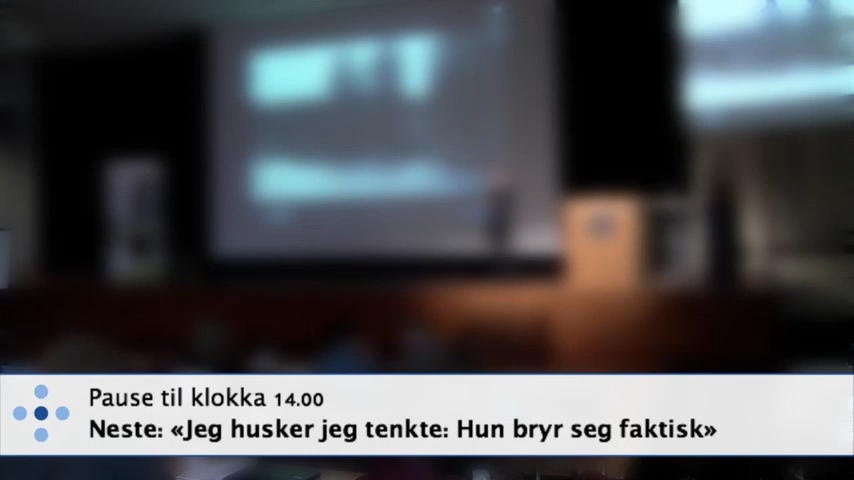 Pause til klokka 14.00
Neste: «Jeg husker jeg tenkte: Hun bryr seg faktisk»